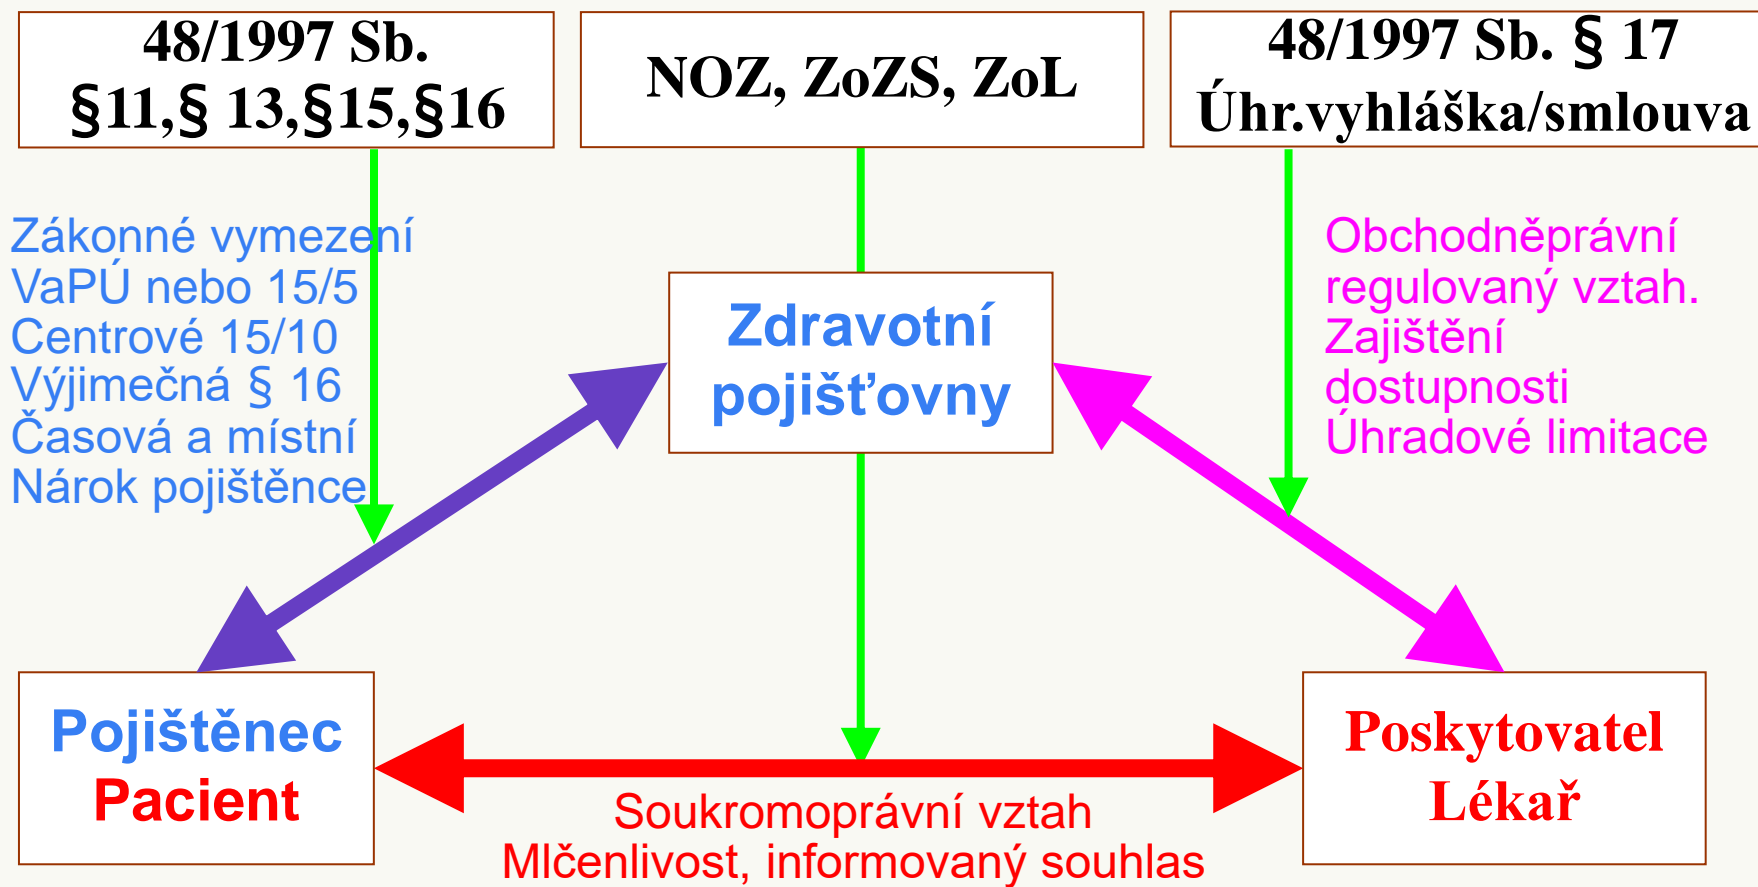 48/1997 Sb.
§11,§ 13,§15,§16
NOZ, ZoZS, ZoL
48/1997 Sb. § 17
Úhr.vyhláška/smlouva
Zákonné vymezení
VaPÚ nebo 15/5
Centrové 15/10
Výjimečná § 16
Časová a místní
Nárok pojištěnce
Zdravotní
pojišťovny
Obchodněprávní
regulovaný vztah.
Zajištění
dostupnosti
Úhradové limitace
Pojištěnec
Pacient
Soukromoprávní vztah
Mlčenlivost, informovaný souhlas
Poskytovatel
Lékař